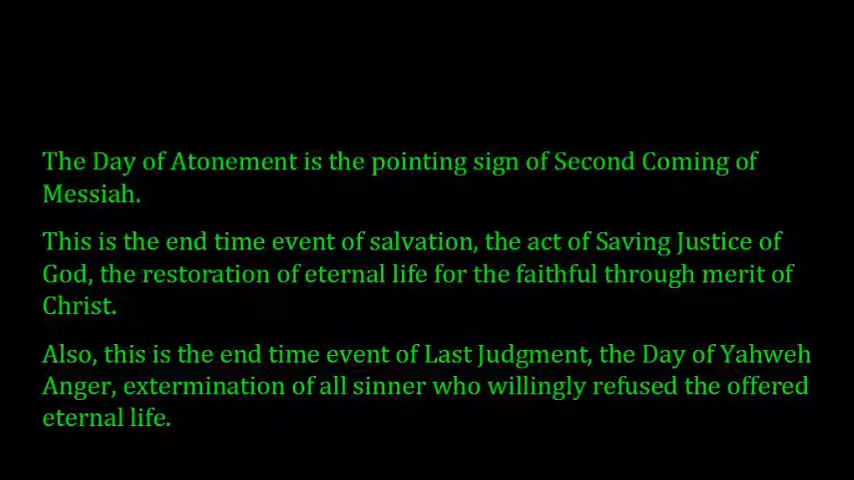 The Day of Atonement is the pointing sign of Second Coming of
Messiah.
This is the end time event of salvation, the act of Saving Justice of
God, the restoration of eternal life for the faithful through merit of
Christ.
Also, this is the end time event of Last Judgment, the Day of Yahweh
Anger, extermination of all sinner who willingly refused the offered
eternal life.